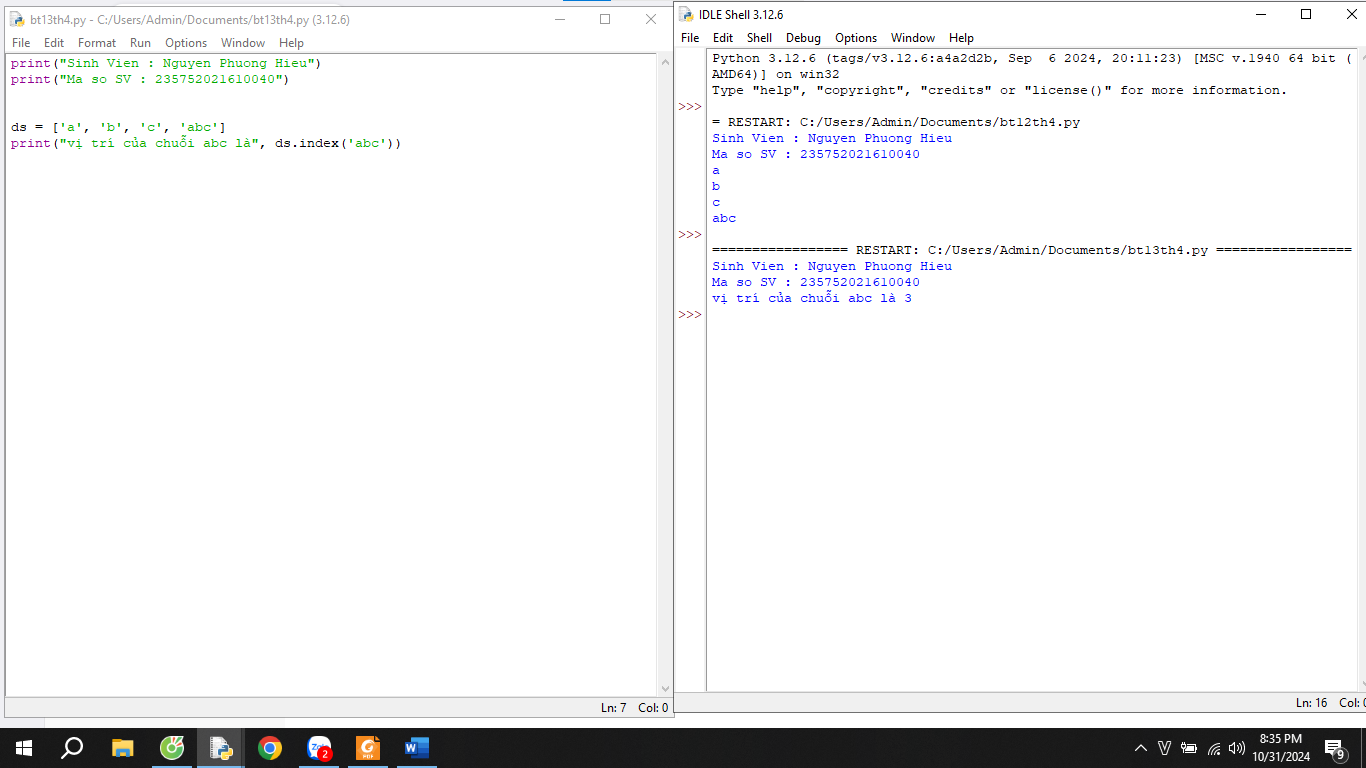 bt13th4.py - C:/Users/Admin/Documents/bt13th4.py (3.12.6)
File Edit Format Run Options Window Help
print("Sinh Vien : Nguyen Phuong Hieu")
print("Ma so SV : 235752021610040")
ds = ['a', 'b', 'c', 'abc']
print("vị trí của chuỗi abc là", ds.index('abc'))
Ln: 7 Col: 0
IDLE Shell 3.12.6
File Edit Shell Debug Options Window Help
Python 3.12.6 (tags/v3.12.6:a4a2d2b, Sep  6 2024, 20:11:23) [MSC v.1940 64 bit (
AMD64)] on win32
Type "help", "copyright", "credits" or "license()" for more information.
>>>
= RESTART: C:/Users/Admin/Documents/bt12th4.py
Sinh Vien : Nguyen Phuong Hieu
Ma so SV : 235752021610040
a
b
c
abc
>>>
================= RESTART: C:/Users/Admin/Documents/bt13th4.py =================
Sinh Vien : Nguyen Phuong Hieu
Ma so SV : 235752021610040
vị trí của chuỗi abc là 3
>>>
Ln: 16 Col: 0
2
PDF
W
V
8:35 PM
10/31/2024
9